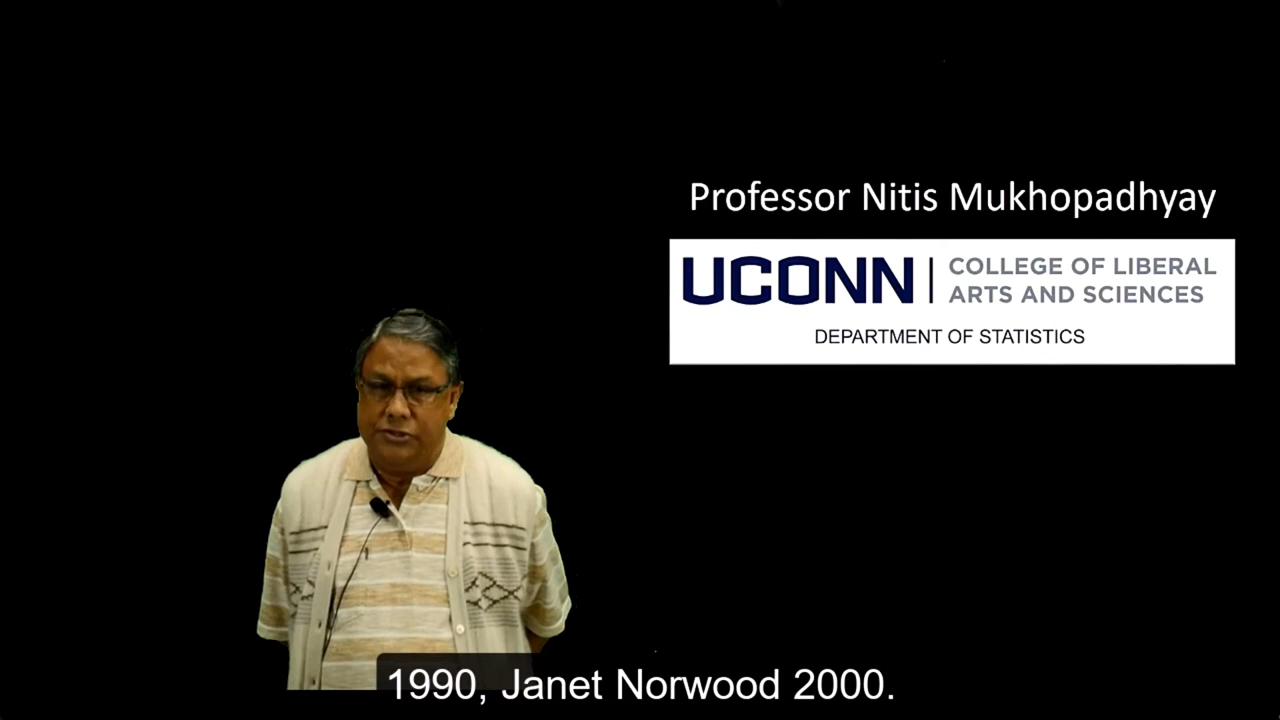 Professor Nitis Mukhopadhyay
UCONN
COLLEGE OF LIBERAL
ARTS AND SCIENCES
DEPARTMENT OF STATISTICS
1990, Janet Norwood 2000.